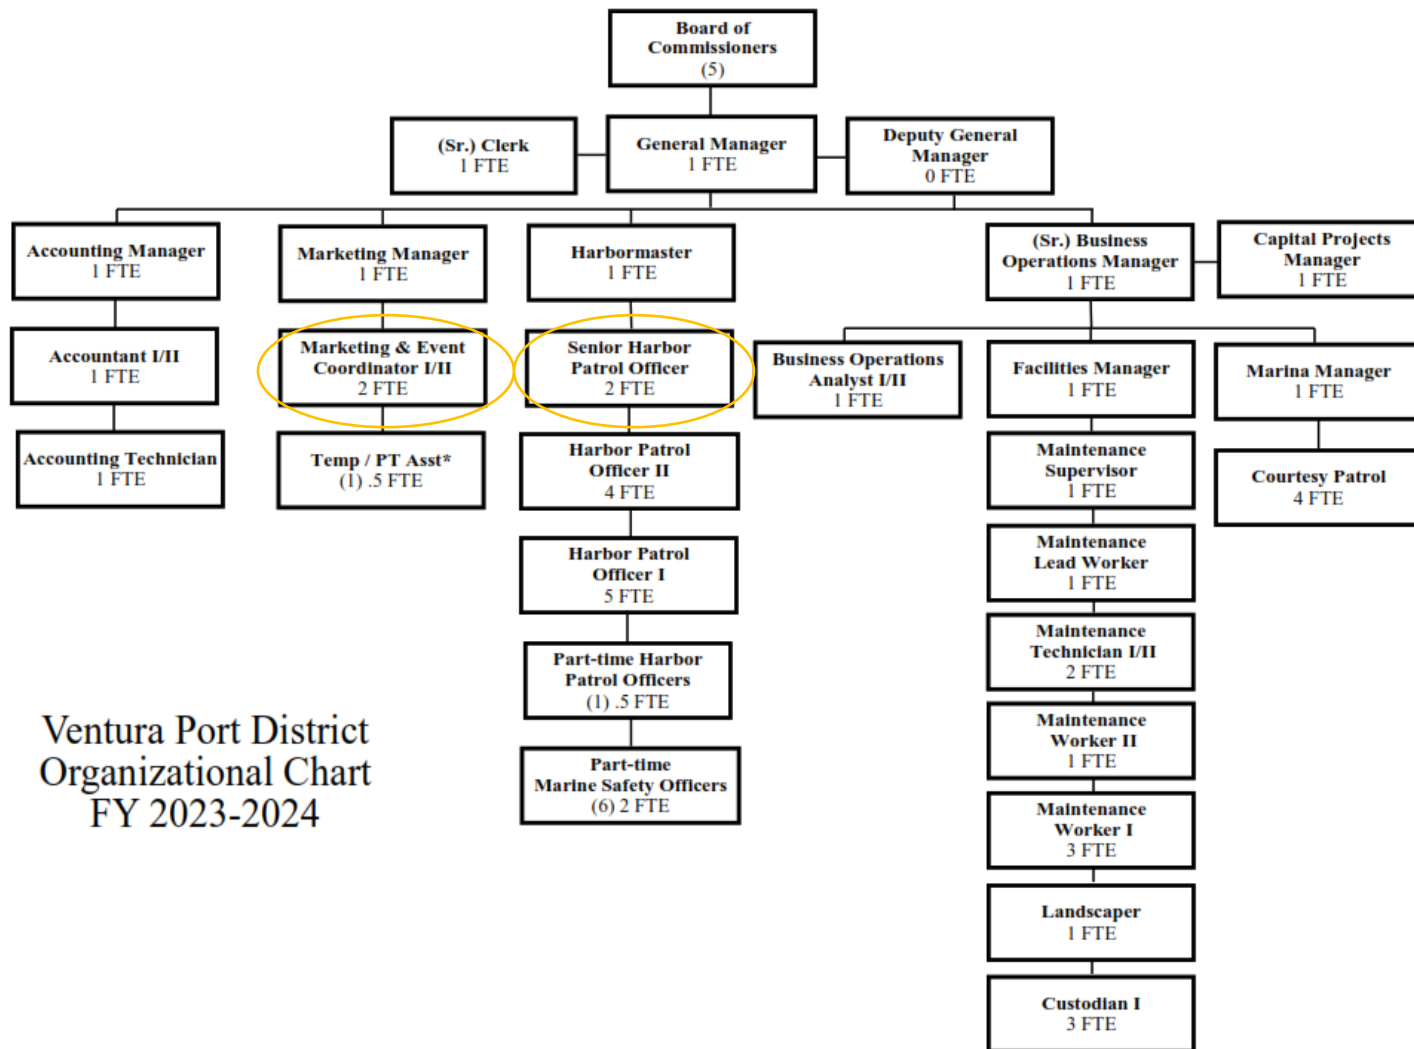 Board of
Commissioners
(5)
(Sr.) Clerk
1 FTE
General Manager
1 FTE
Deputy General
Manager
0 FTE
Accounting Manager
1 FTE
Marketing Manager
1 FTE
Harbormaster
1 FTE
(Sr.) Business
Operations Manager
1 FTE
Capital Projects
Manager
1 FTE
Accountant I/II
1 FTE
Marketing & Event
Coordinator I/II
2 FTE
Senior Harbor
Patrol Officer
2 FTE
Business Operations
Analyst I/II
1 FTE
Facilities Manager
1 FTE
Marina Manager
1 FTE
Accounting Technician
1 FTE
Temp / PT Asst*
(1) .5 FTE
Harbor Patrol
Officer II
4 FTE
Maintenance
Supervisor
1 FTE
Courtesy Patrol
4 FTE
Harbor Patrol
Officer I
5 FTE
Maintenance
Lead Worker
1 FTE
Part-time Harbor
Patrol Officers
(1) .5 FTE
Maintenance
Technician I/II
2 FTE
Part-time
Marine Safety Officers
(6) 2 FTE
Maintenance
Worker II
1 FTE
Maintenance
Worker I
3 FTE
Landscaper
1 FTE
Custodian I
3 FTE
Ventura Port District
Organizational Chart
FY 2023-2024